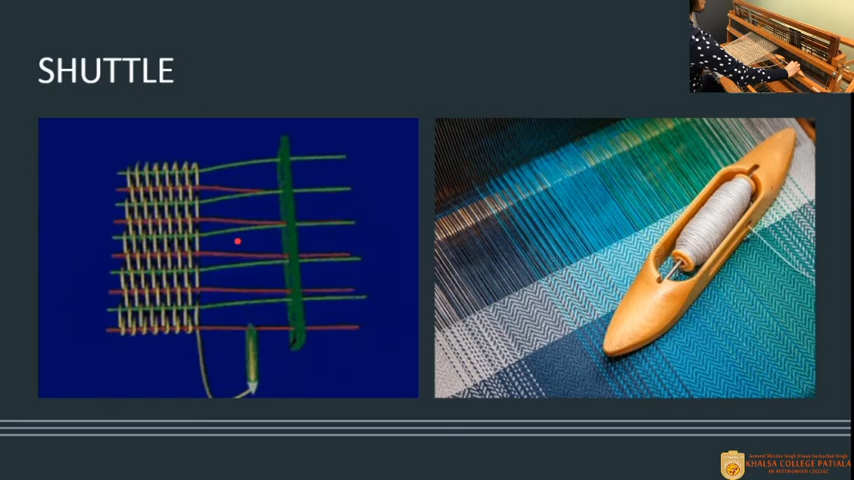 SHUTTLE
General Shivdev Singh Diwan Gurbachan Singh
KHALSA COLLEGE PATIALA
AN AUTONOMOUS COLLEGE